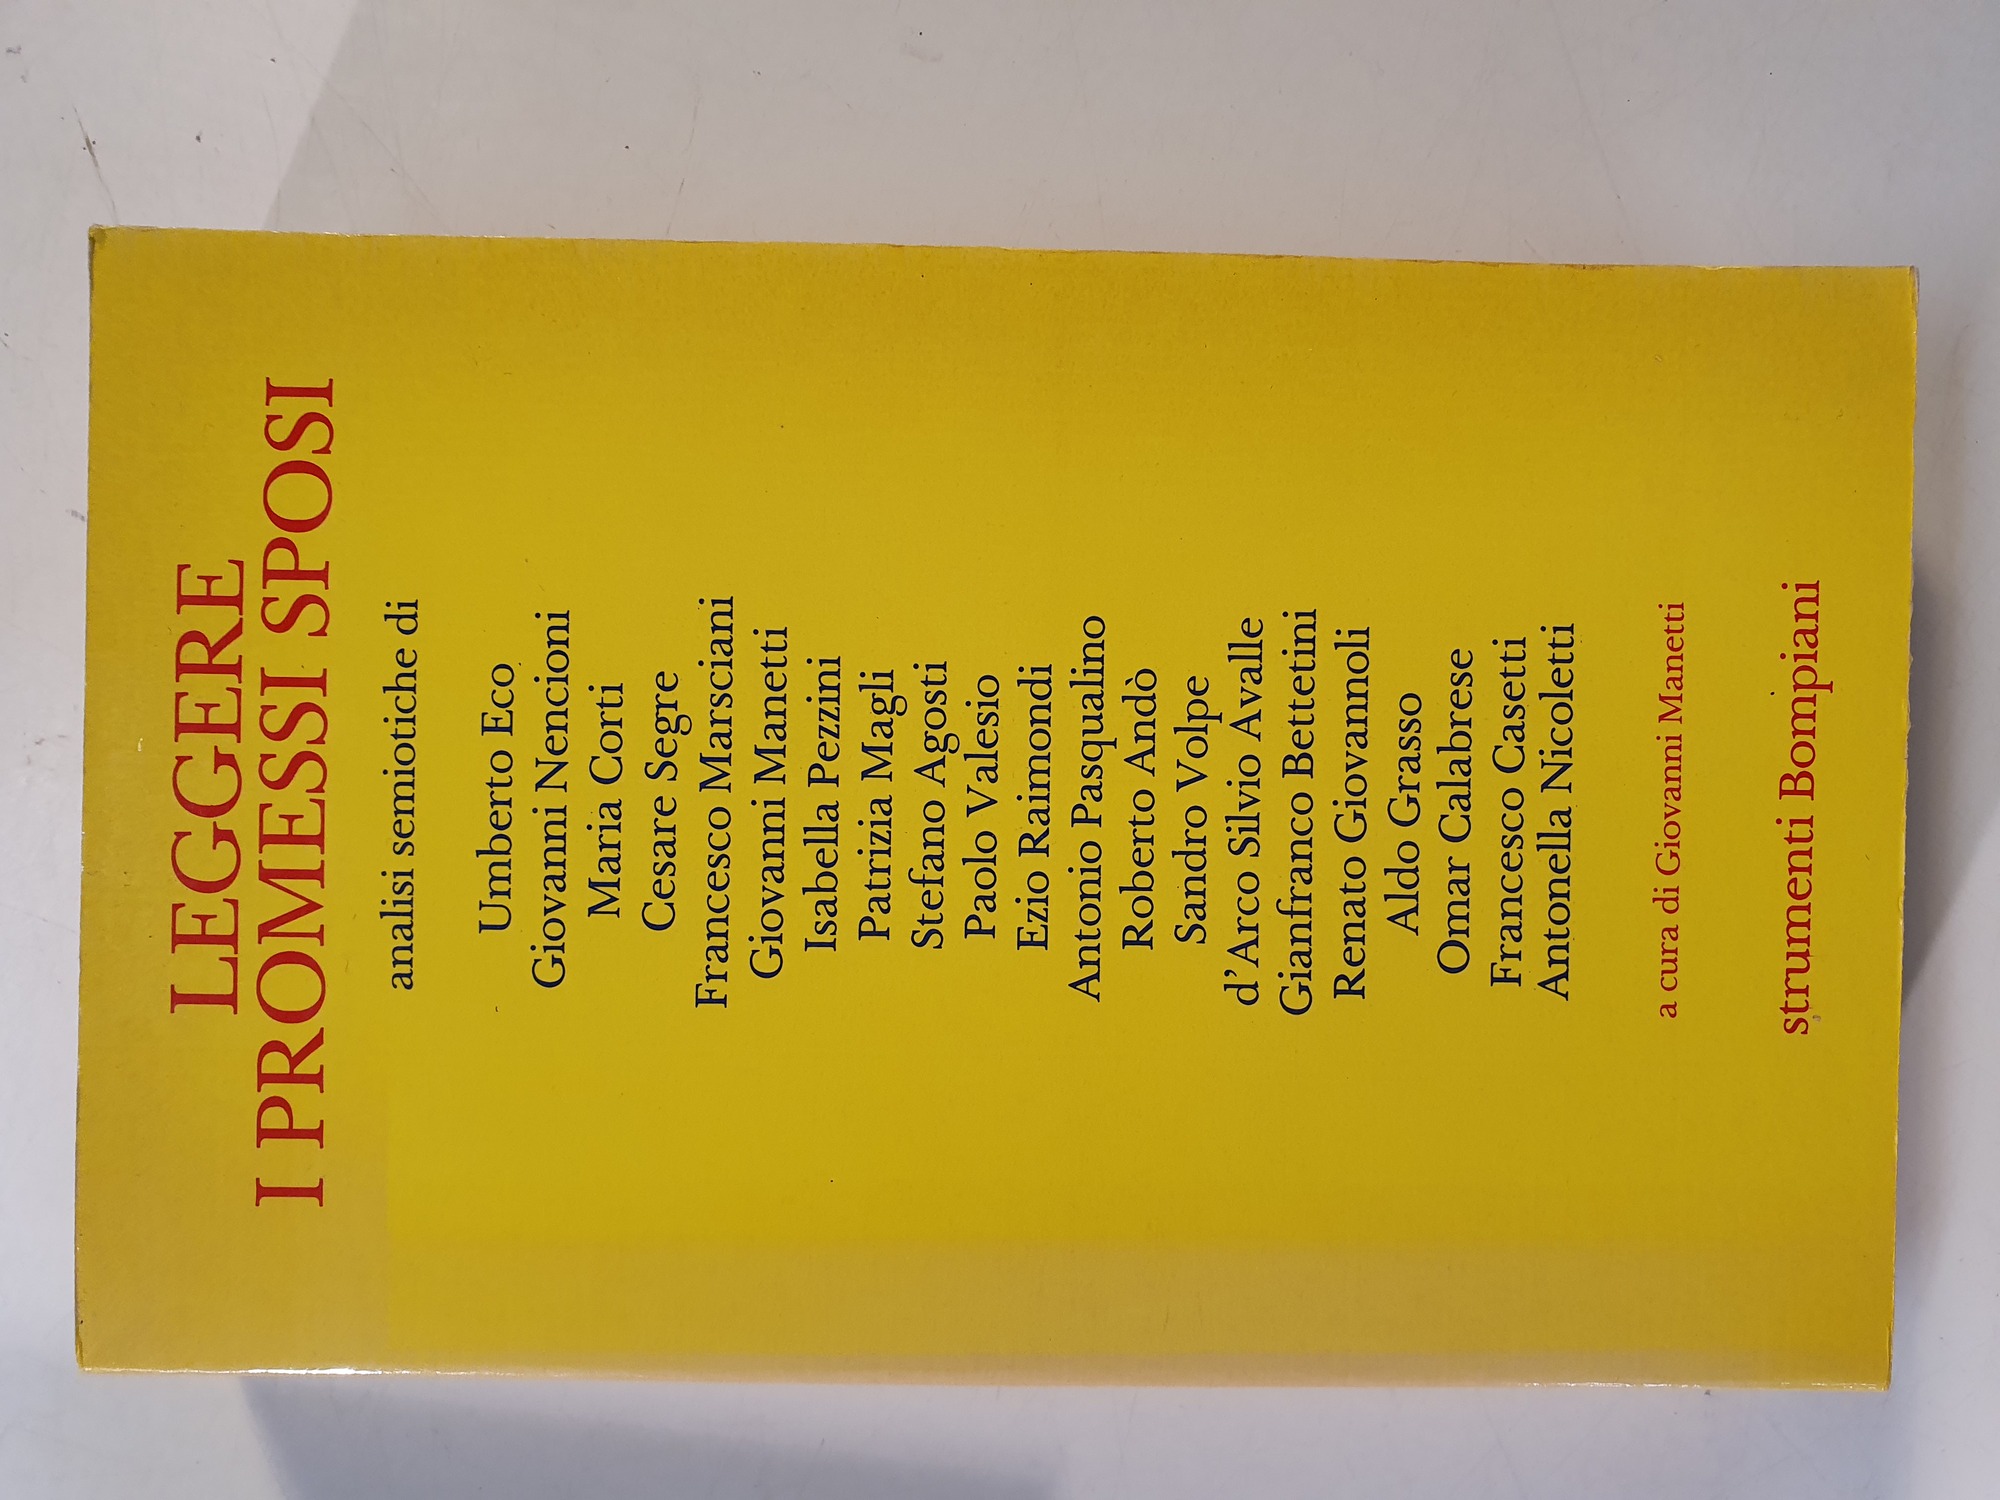 LEGGERE
I PROMESSI SPOSI
analisi semiotiche di
Umberto Eco
Giovanni Nencioni
Maria Corti
Cesare Segre
Francesco Marsciani
Giovanni Manetti
Isabella Pezzini
Patrizia Magli
Stefano Agosti
Paolo Valesio
Ezio Raimondi
Antonio Pasqualino
Roberto Andò
Sandro Volpe
d'Arco Silvio Avalle
Gianfranco Bettetini
Renato Giovannoli
Aldo Grasso
Omar Calabrese
Francesco Casetti
Antonella Nicoletti
a cura di Giovanni Manetti
strumenti Bompiani